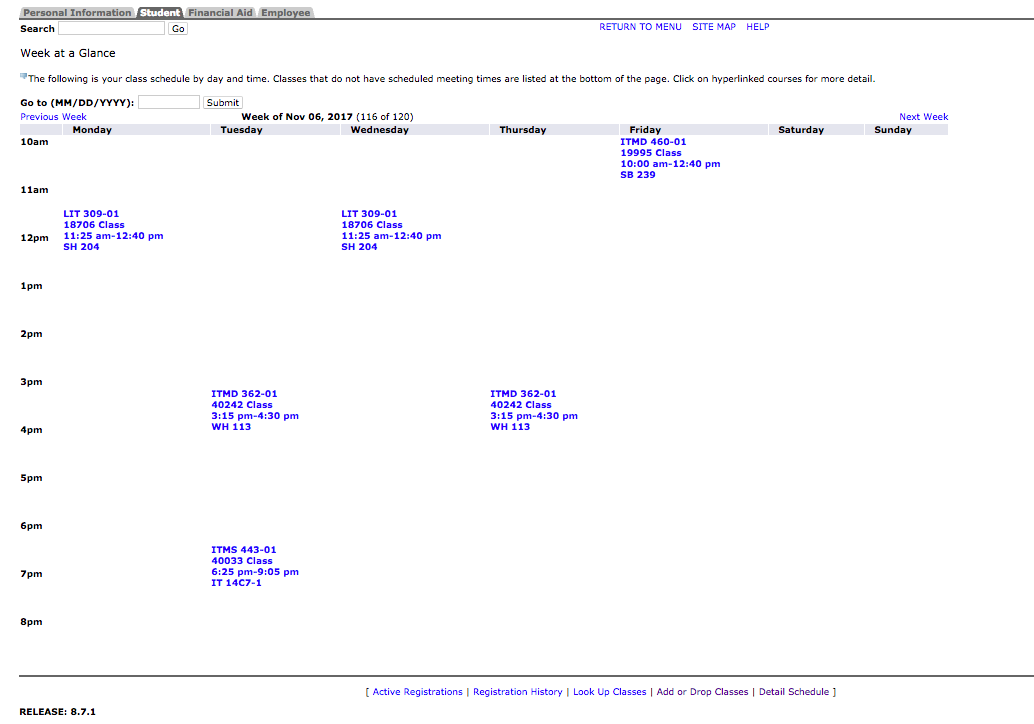 Personal Information Student Financial Aid Employee
Search Go RETURN TO MENU SITE MAP HELP
Week at a Glance
The following is your class schedule by day and time. Classes that do not have scheduled meeting times are listed at the bottom of the page. Click on hyperlinked courses for more detail.
Go to (MM/DD/YYYY): Submit
Previous Week Week of Nov 06, 2017 (116 of 120) Next Week
Monday Tuesday Wednesday Thursday Friday Saturday Sunday
10am
ITMD 460-01
19995 Class
10:00 am-12:40 pm
SB 239
11am
LIT 309-01
18706 Class
11:25 am-12:40 pm
SH 204
LIT 309-01
18706 Class
11:25 am-12:40 pm
SH 204
12pm
1pm
2pm
3pm
ITMD 362-01
40242 Class
3:15 pm-4:30 pm
WH 113
ITMD 362-01
40242 Class
3:15 pm-4:30 pm
WH 113
4pm
5pm
6pm
ITMS 443-01
40033 Class
6:25 pm-9:05 pm
IT 14C7-1
7pm
8pm
[ Active Registrations | Registration History | Look Up Classes | Add or Drop Classes | Detail Schedule ]
RELEASE: 8.7.1